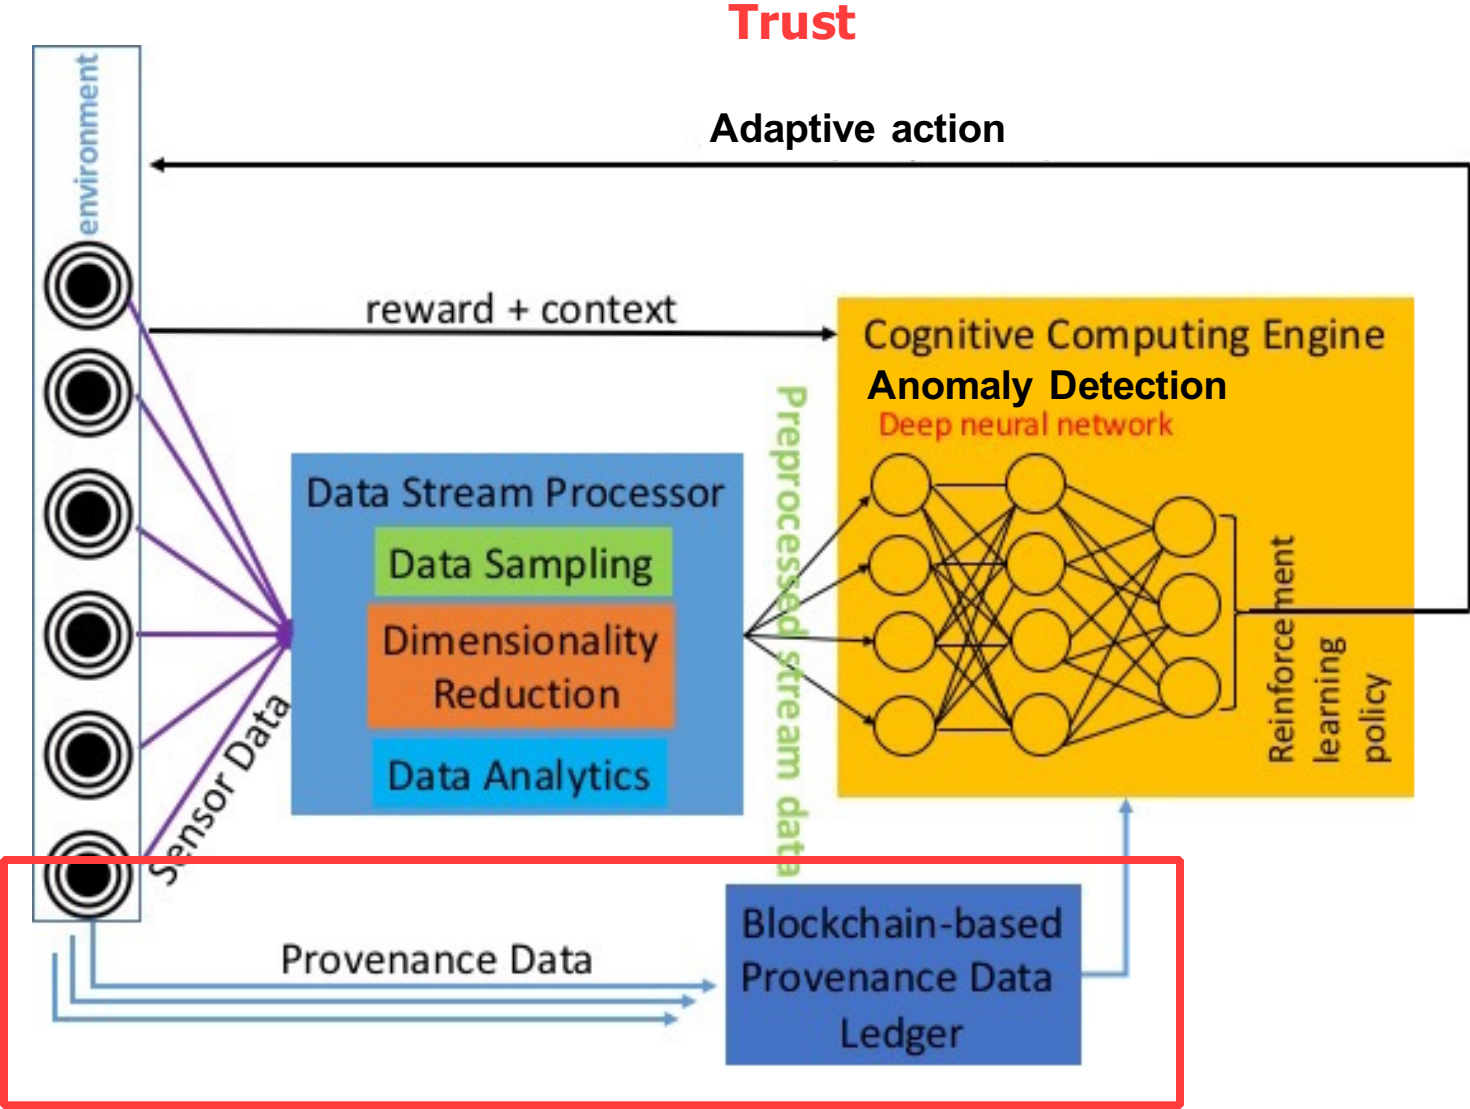 Trust
environment
Adaptive action
reward + context
Cognitive Computing Engine
Anomaly Detection
Deep neural network
Preprocessed stream data
Data Stream Processor
Data Sampling
Dimensionality
Reduction
Data Analytics
Reinforcement
learning
policy
Sensor Data
Provenance Data
Blockchain-based
Provenance Data
Ledger